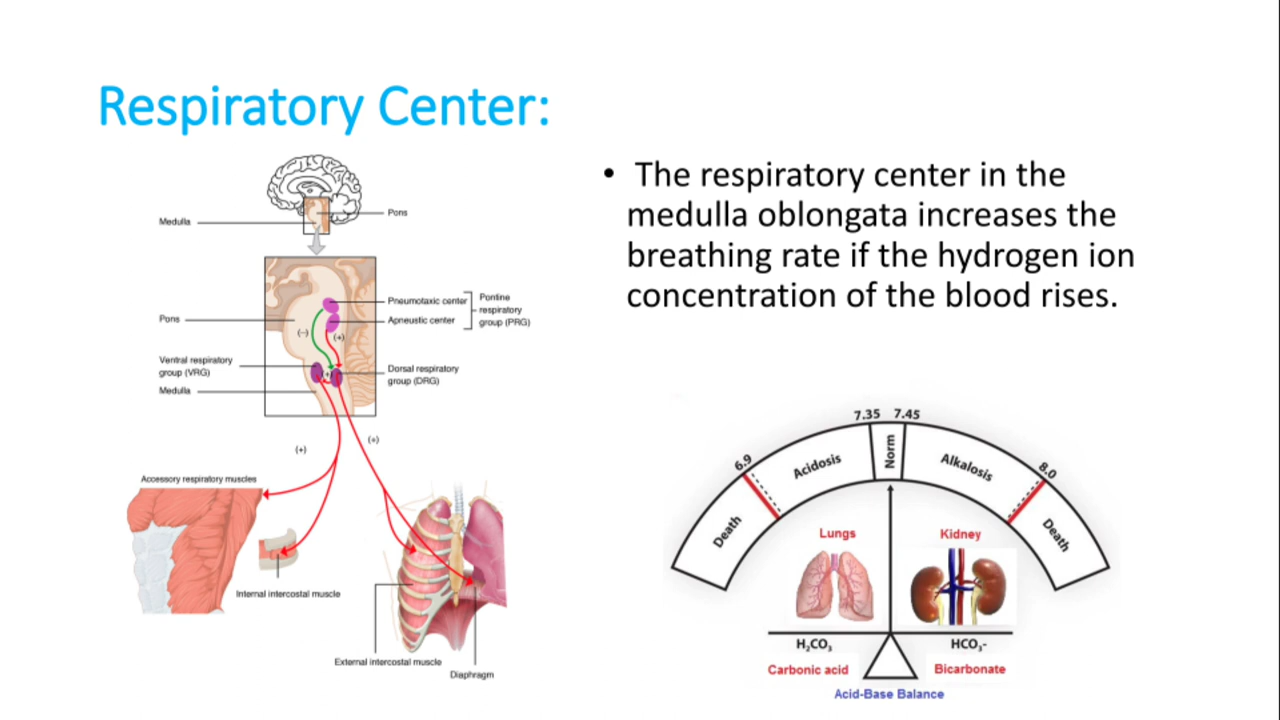 Respiratory Center:
• The respiratory center in the
medulla oblongata increases the
breathing rate if the hydrogen ion
concentration of the blood rises.
Medulla
Pons
Pneumotaxic center
Apneustic center
Pontine
respiratory
group (PRG)
Pons
(–)
(+)
Ventral respiratory
group (VRG)
(+)
Dorsal respiratory
group (DRG)
Medulla
(+)
(+)
Accessory respiratory muscles
Internal intercostal muscle
External intercostal muscle
Diaphragm
7.35 7.45
6.9
8.0
Death
Acidosis
Norm
Alkalosis
Death
Lungs
Kidney
H₂CO₃
HCO₃-
Carbonic acid
Bicarbonate
Acid-Base Balance